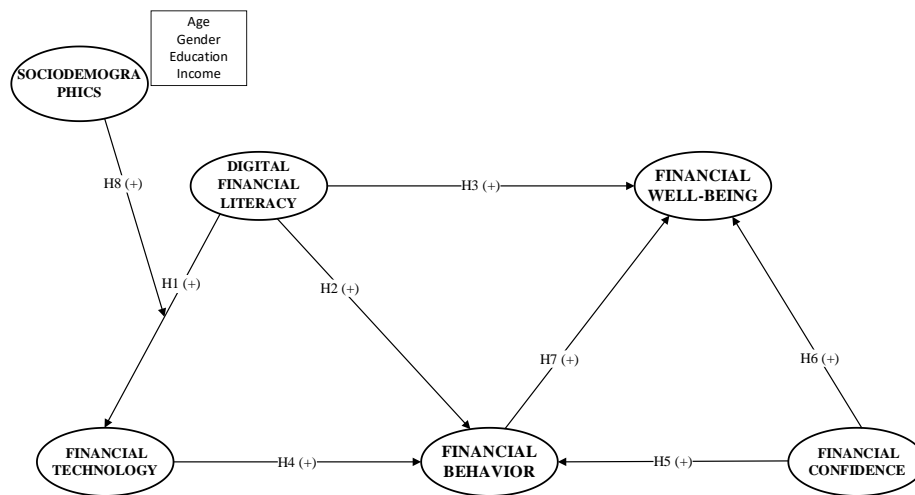 Age
Gender
Education
Income
SOCIODEMOGRA
PHICS
H8 (+)
DIGITAL
FINANCIAL
LITERACY
H3 (+)
FINANCIAL
WELL-BEING
H1 (+)
H2 (+)
H7 (+)
H6 (+)
FINANCIAL
TECHNOLOGY
H4 (+)
FINANCIAL
BEHAVIOR
H5 (+)
FINANCIAL
CONFIDENCE